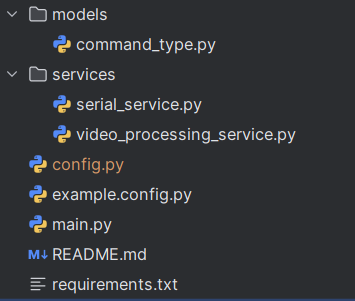 models
command_type.py
services
serial_service.py
video_processing_service.py
config.py
example.config.py
main.py
M↓ README.md
requirements.txt